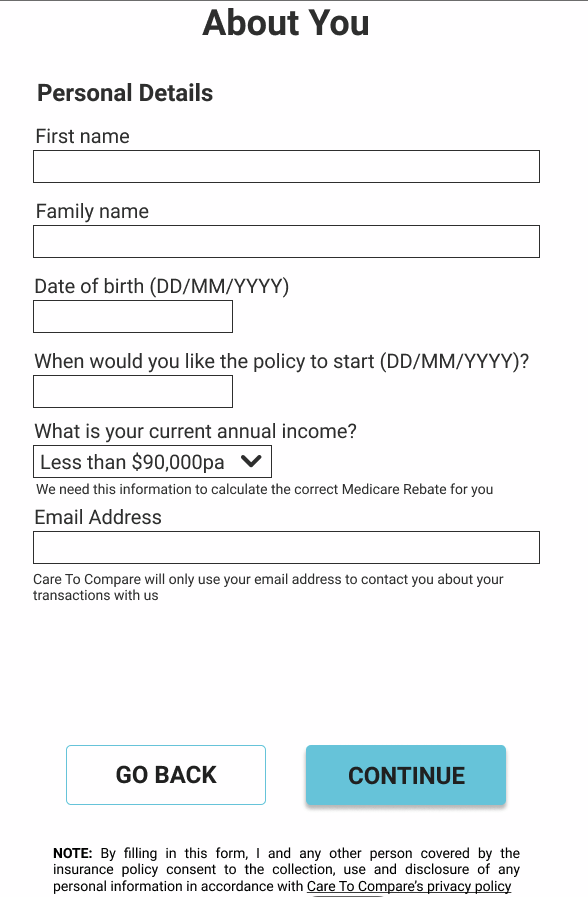 About You
Personal Details
First name
Family name
Date of birth (DD/MM/YYYY)
When would you like the policy to start (DD/MM/YYYY)?
What is your current annual income?
Less than $90,000pa
We need this information to calculate the correct Medicare Rebate for you
Email Address
Care To Compare will only use your email address to contact you about your
transactions with us
GO BACK
CONTINUE
NOTE: By filling in this form, I and any other person covered by the
insurance policy consent to the collection, use and disclosure of any
personal information in accordance with Care To Compare's privacy policy